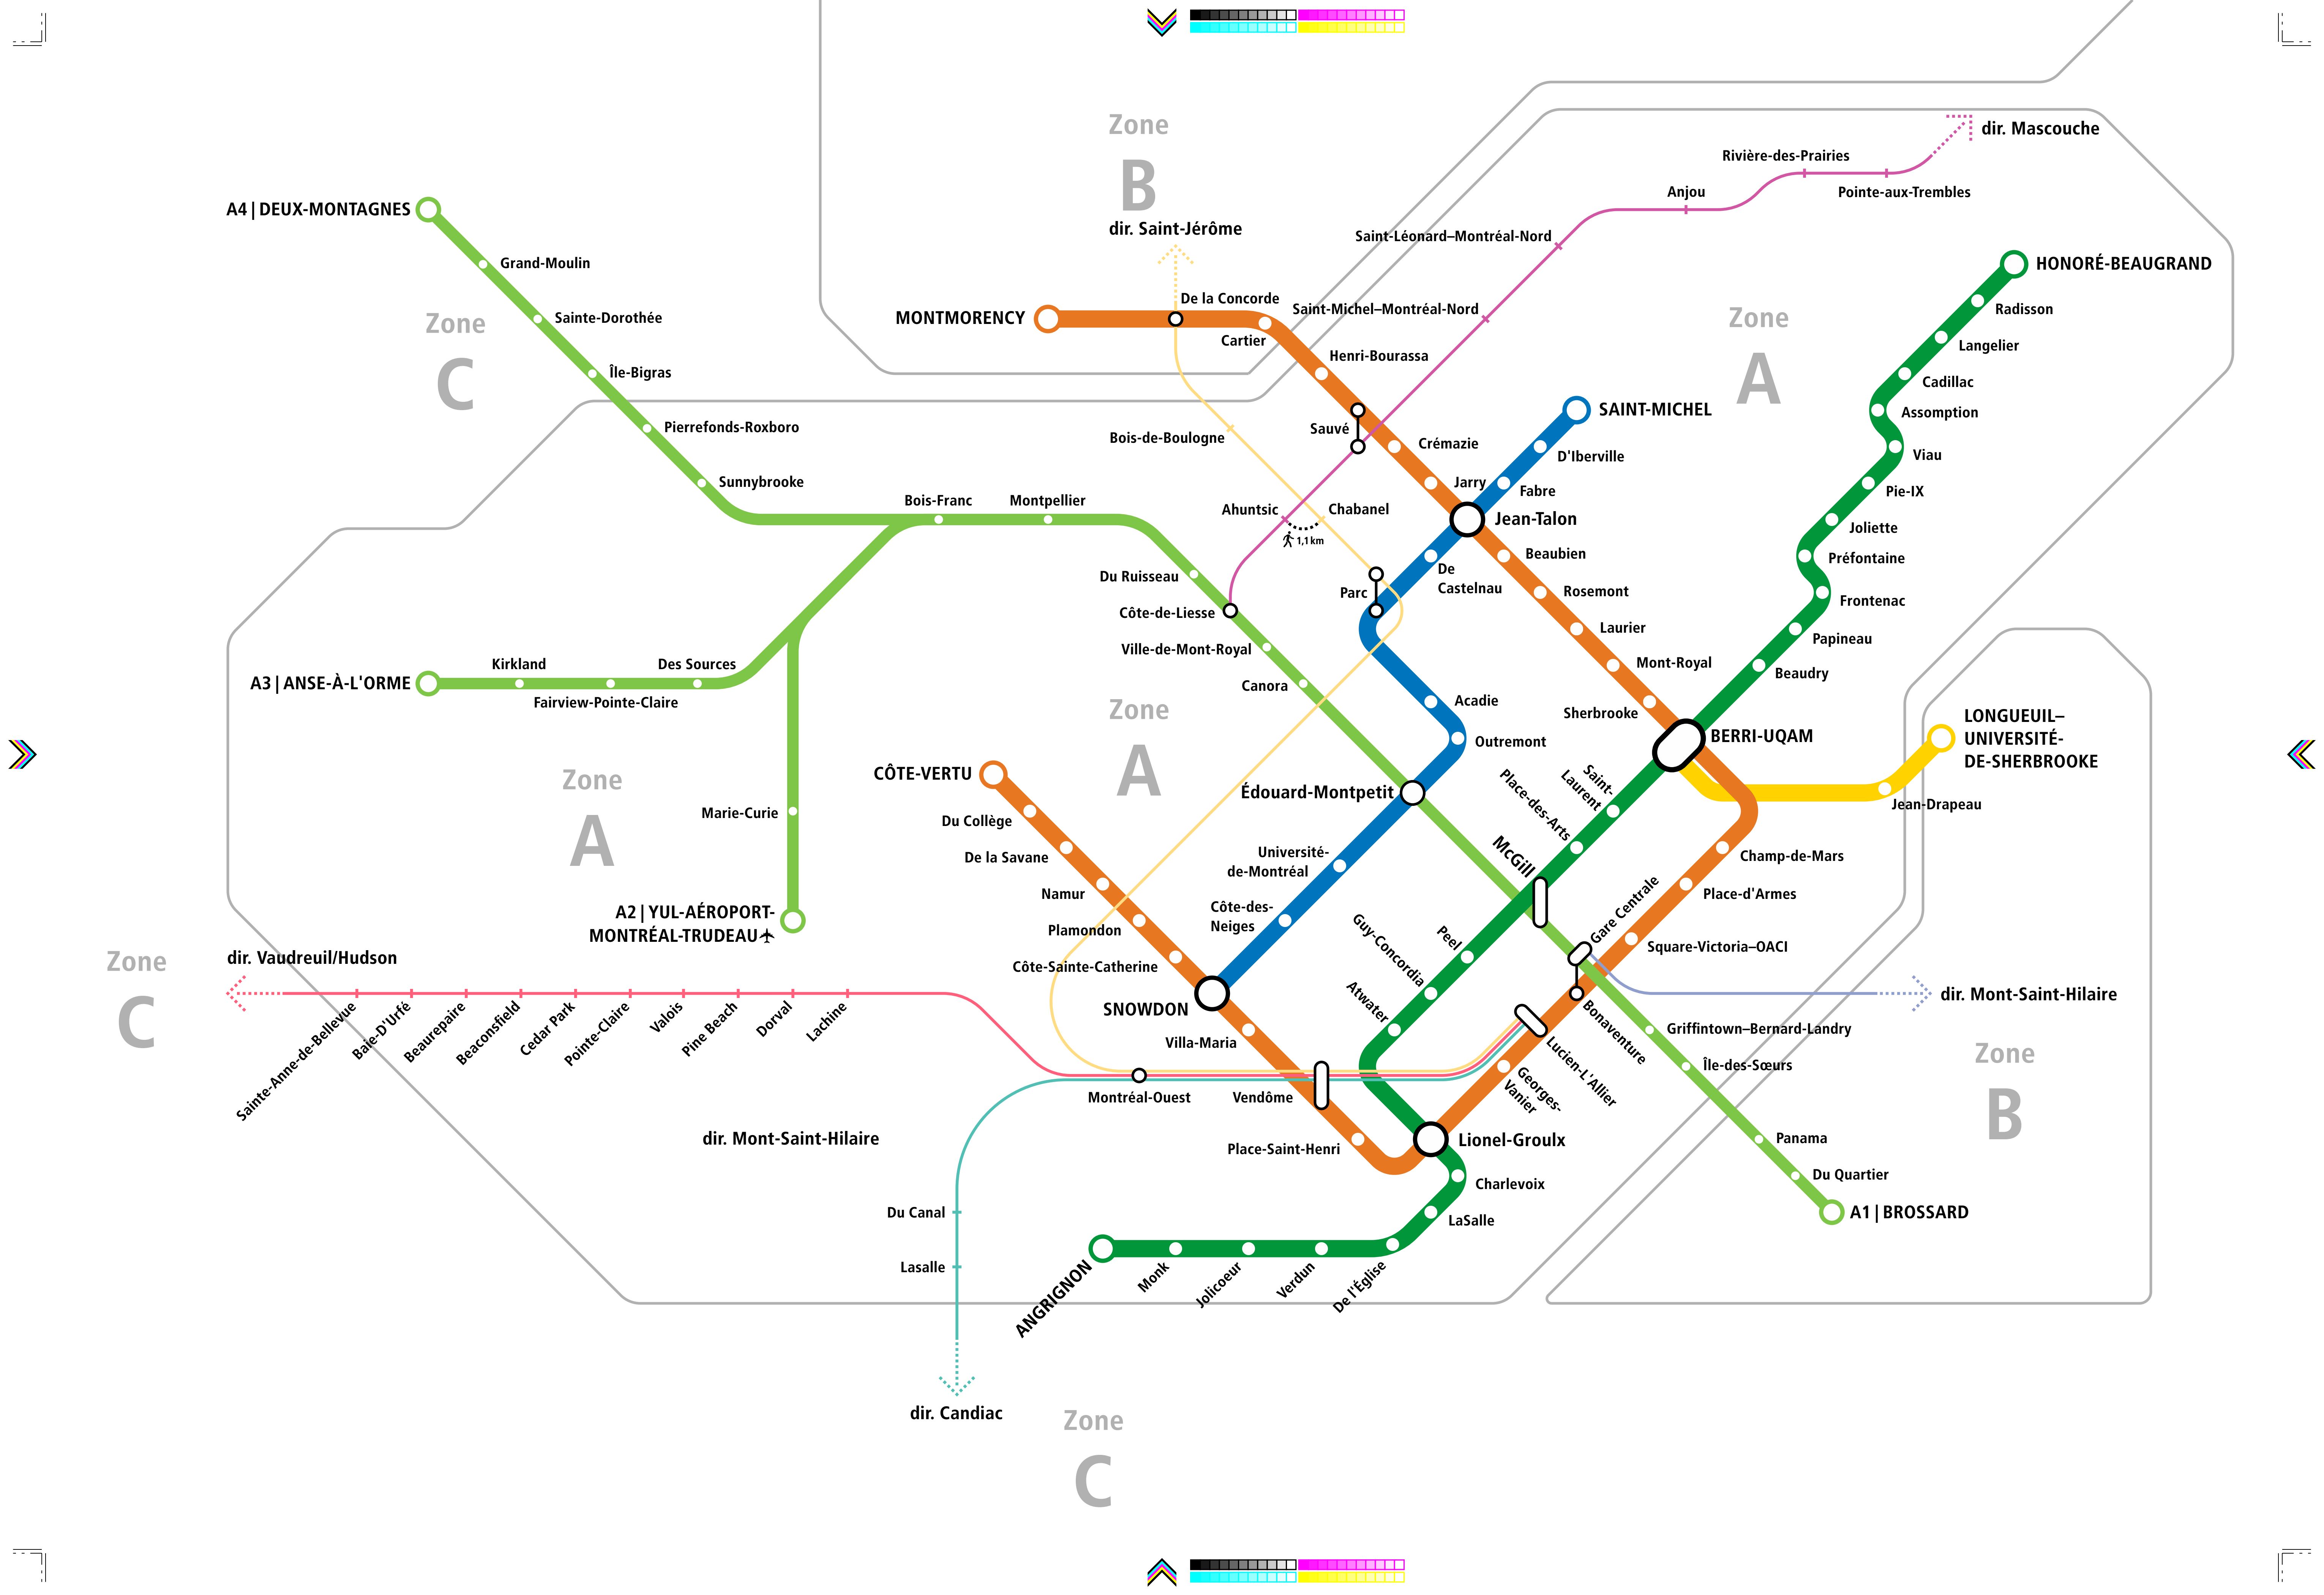 Zone
B
dir. Saint-Jérôme
dir. Mascouche
Rivière-des-Prairies
Pointe-aux-Trembles
Anjou
Saint-Léonard–Montréal-Nord
Saint-Michel–Montréal-Nord
A4 | DEUX-MONTAGNES
Grand-Moulin
Sainte-Dorothée
Île-Bigras
Pierrefonds-Roxboro
Sunnybrooke
Zone
C
MONTMORENCY
De la Concorde
Cartier
Henri-Bourassa
Sauvé
Crémazie
Jarry
Jean-Talon
Beaubien
Rosemont
Laurier
Mont-Royal
Sherbrooke
BERRI-UQAM
Bois-de-Boulogne
Ahuntsic
Chabanel
1,1 km
Parc
SAINT-MICHEL
D'Iberville
Fabre
De
Castelnau
Acadie
Outremont
Édouard-Montpetit
Université-
de-Montréal
Côte-des-
Neiges
SNOWDON
Zone
A
HONORÉ-BEAUGRAND
Radisson
Langelier
Cadillac
Assomption
Viau
Pie-IX
Joliette
Préfontaine
Frontenac
Papineau
Beaudry
Saint-
Laurent
Place-des-Arts
McGill
Peel
Guy-Concordia
Atwater
Lionel-Groulx
Charlevoix
LaSalle
De l'Église
Verdun
Jolicoeur
Monk
ANGRIGNON
LONGUEUIL–
UNIVERSITÉ-
DE-SHERBROOKE
Jean-Drapeau
Bois-Franc
Montpellier
Du Ruisseau
Côte-de-Liesse
Ville-de-Mont-Royal
Canora
A3 | ANSE-À-L'ORME
Kirkland
Fairview-Pointe-Claire
Des Sources
Marie-Curie
A2 | YUL-AÉROPORT-
MONTRÉAL-TRUDEAU
Zone
A
Zone
A
CÔTE-VERTU
Du Collège
De la Savane
Namur
Plamondon
Côte-Sainte-Catherine
Villa-Maria
Vendôme
Place-Saint-Henri
Georges-
Vanier
Lucien-L'Allier
Bonaventure
Gare Centrale
Square-Victoria–OACI
Place-d'Armes
Champ-de-Mars
Griffintown–Bernard-Landry
Île-des-Sœurs
Panama
Du Quartier
A1 | BROSSARD
dir. Mont-Saint-Hilaire
Zone
B
Zone
C
dir. Vaudreuil/Hudson
Sainte-Anne-de-Bellevue
Baie-D'Urfé
Beaurepaire
Beaconsfield
Cedar Park
Pointe-Claire
Valois
Pine Beach
Dorval
Lachine
Montréal-Ouest
dir. Mont-Saint-Hilaire
Du Canal
Lasalle
dir. Candiac
Zone
C